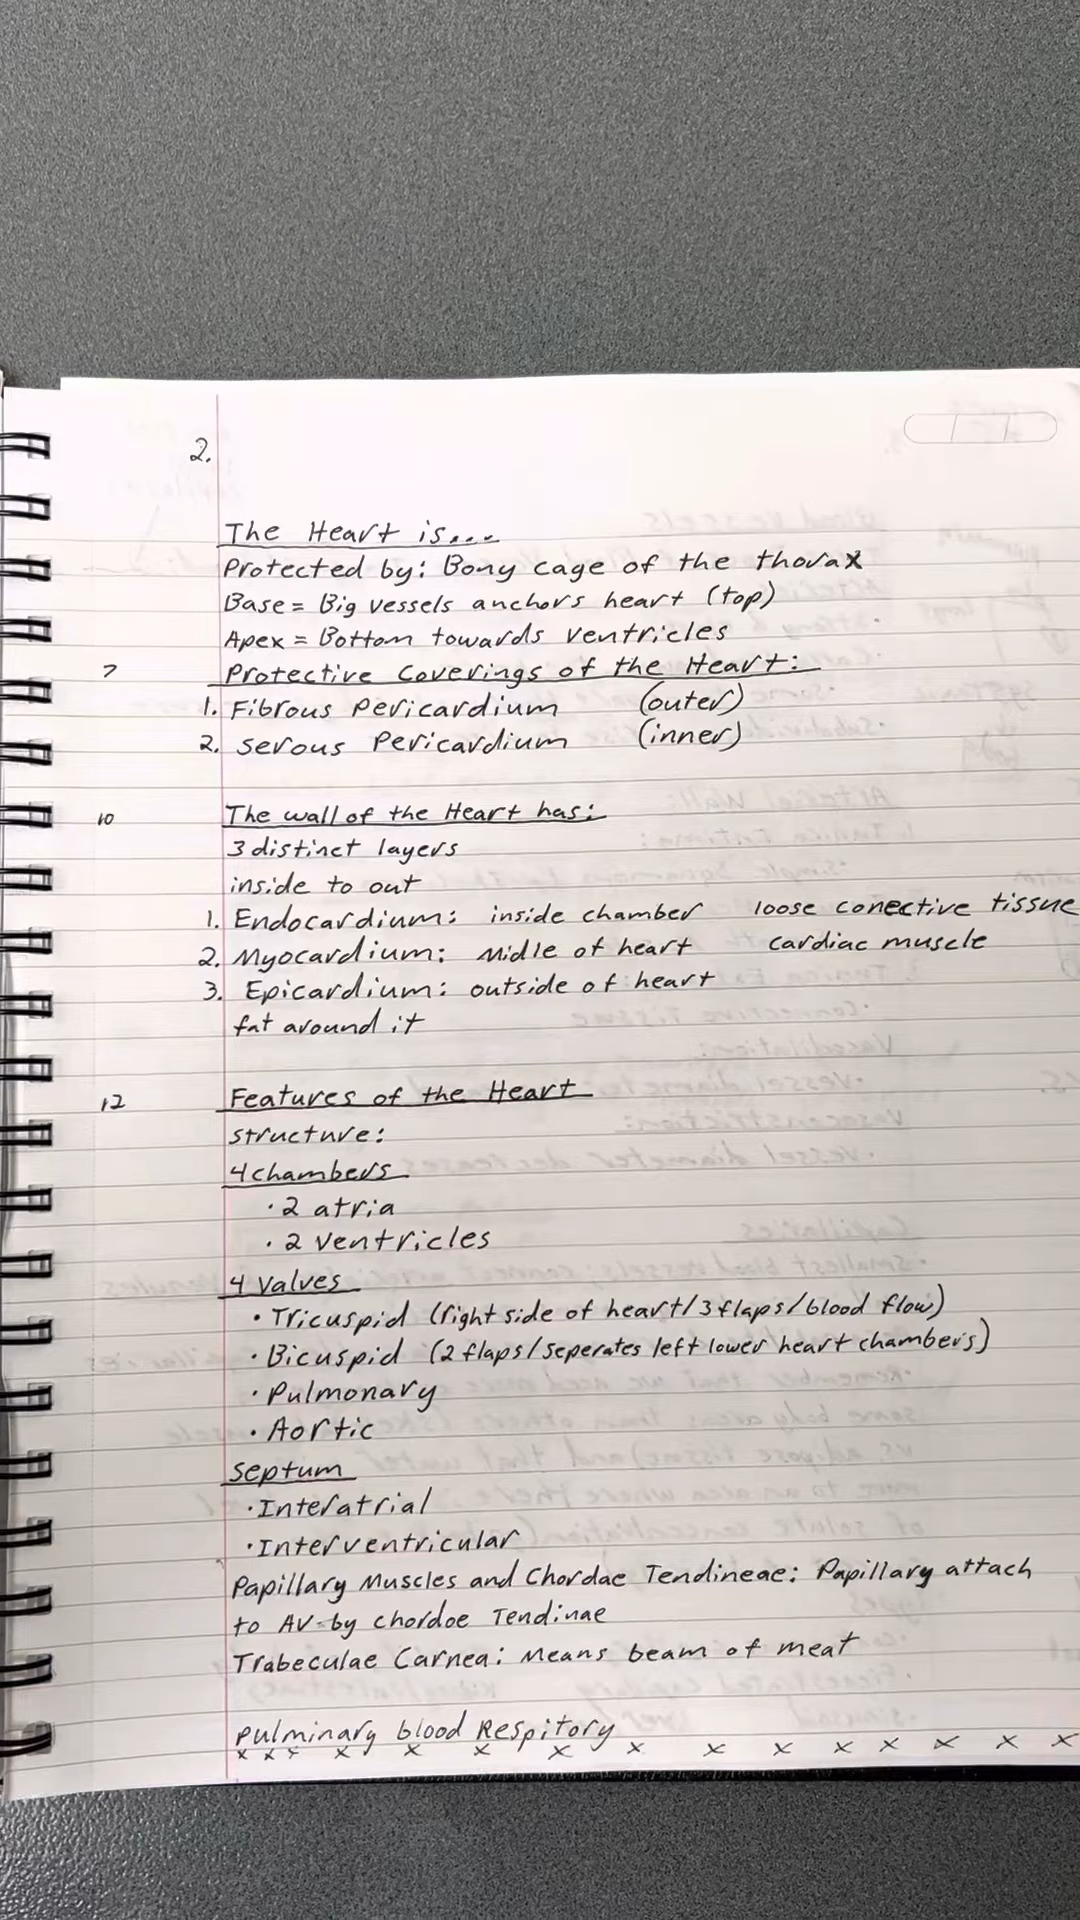 2.
The Heart is...
Protected by: Bony cage of the thorax
Base = Big vessels anchors heart (top)
Apex = Bottom towards ventricles
7 Protective Coverings of the Heart:
1. Fibrous Pericardium (outer)
2. serous Pericardium (inner)
10 The wall of the Heart has:
3 distinct layers
inside to out
1. Endocardium: inside chamber loose conective tissue
2. Myocardium: Midle of heart cardiac muscle
3. Epicardium: outside of heart
fat around it
12 Features of the Heart
structure:
4 chambers
· 2 atria
· 2 ventricles
4 Valves
· Tricuspid (right side of heart/3 flaps/blood flow)
· Bicuspid (2 flaps/seperates left lower heart chambers)
· Pulmonary
· Aortic
Septum
· Interatrial
· Interventricular
Papillary Muscles and Chordae Tendineae: Papillary attach
to AV by chordoe Tendinae
Trabeculae Carnea: Means beam of meat
Pulminary blood Respitory
x x x x x x x x x x x x x x x